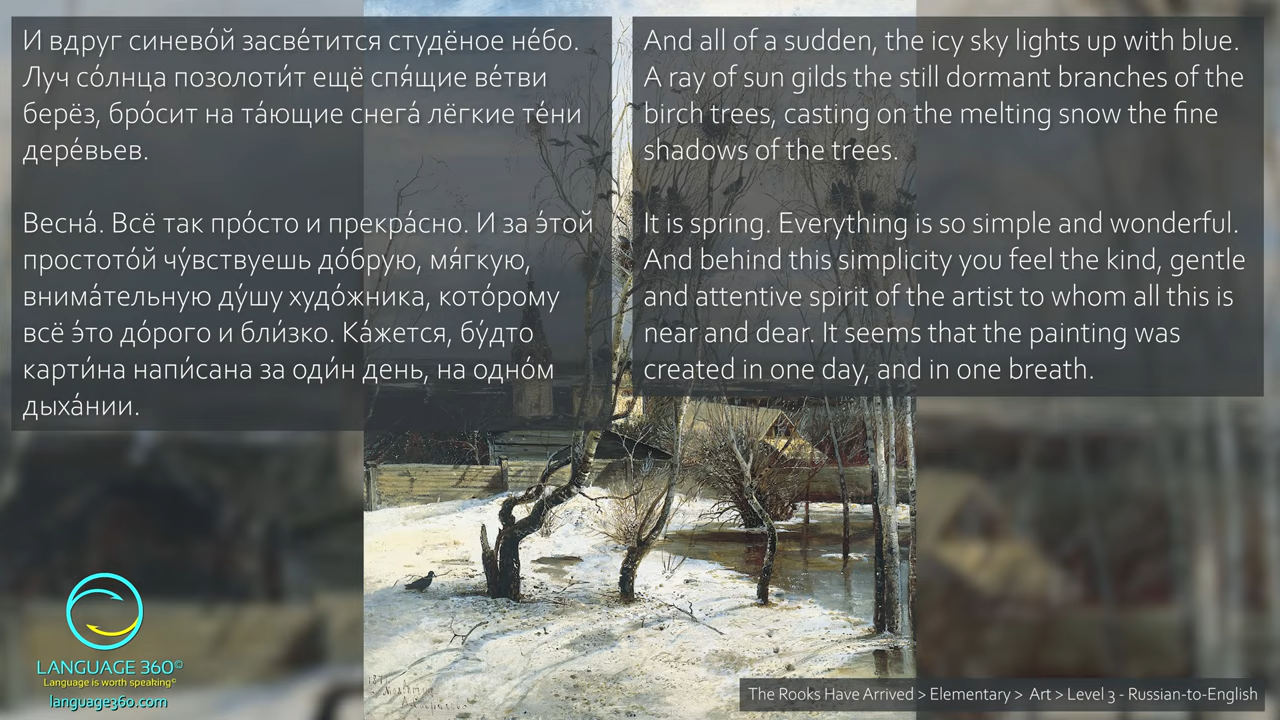 И вдруг синево́й засве́тится студёное не́бо.
Луч со́лнца позолоти́т ещё спя́щие ве́тви
берёз, бро́сит на та́ющие снега́ лёгкие те́ни
дере́вьев.
Весна́. Всё так про́сто и прекра́сно. И за э́той
простото́й чу́вствуешь до́брую, мя́гкую,
внима́тельную ду́шу худо́жника, кото́рому
всё э́то до́рого и бли́зко. Ка́жется, бу́дто
карти́на напи́сана за оди́н день, на одно́м
дыха́нии.
And all of a sudden, the icy sky lights up with blue.
A ray of sun gilds the still dormant branches of the
birch trees, casting on the melting snow the fine
shadows of the trees.
It is spring. Everything is so simple and wonderful.
And behind this simplicity you feel the kind, gentle
and attentive spirit of the artist to whom all this is
near and dear. It seems that the painting was
created in one day, and in one breath.
LANGUAGE 360©
Language is worth speaking©
language360.com
The Rooks Have Arrived > Elementary > Art > Level 3 - Russian-to-English